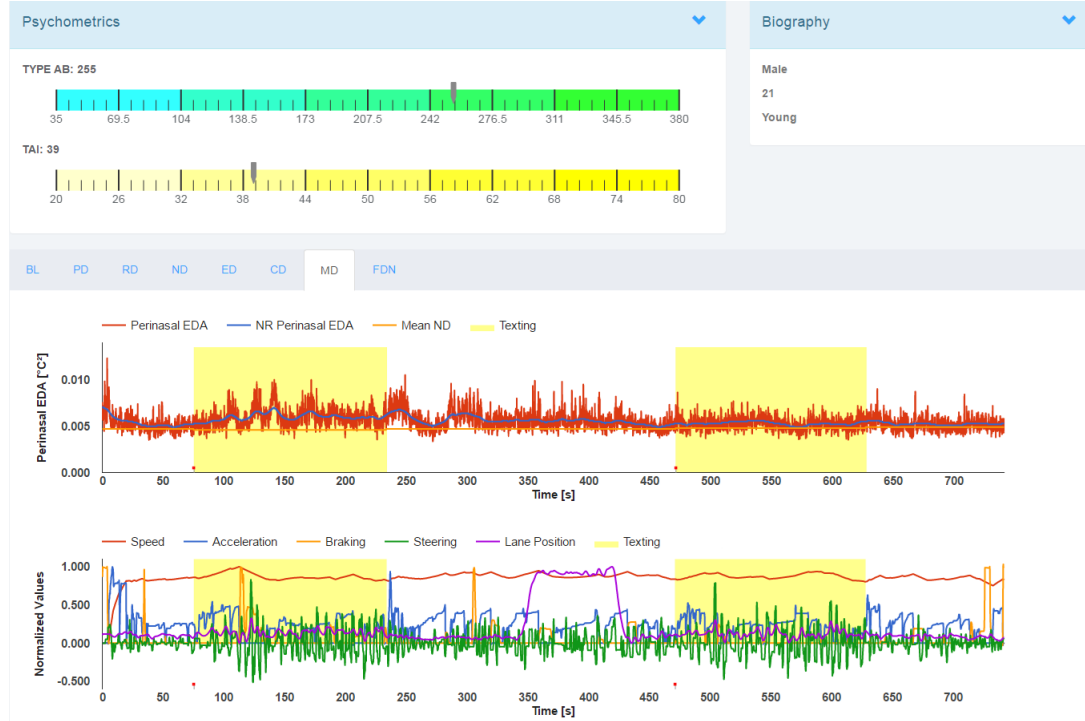 Psychometrics
Biography
TYPE AB: 255
35 69.5 104 138.5 173 207.5 242 276.5 311 345.5 380
TAI: 39
20 26 32 38 44 50 56 62 68 74 80
Male
21
Young
BL PD RD ND ED CD MD FDN
Perinasal EDA NR Perinasal EDA Mean ND Texting
Perinasal EDA [°C²]
0.010
0.005
0.000
0 50 100 150 200 250 300 350 400 450 500 550 600 650 700
Time [s]
Speed Acceleration Braking Steering Lane Position Texting
Normalized Values
1.000
0.500
0.000
-0.500
0 50 100 150 200 250 300 350 400 450 500 550 600 650 700
Time [s]